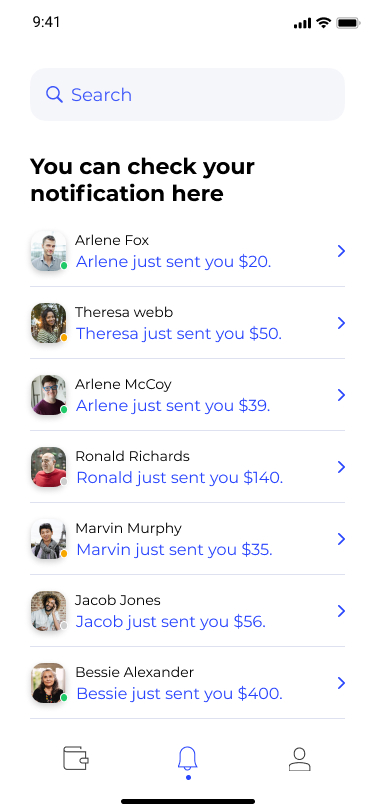 9:41
Search
You can check your
notification here
Arlene Fox
Arlene just sent you $20.
Theresa webb
Theresa just sent you $50.
Arlene McCoy
Arlene just sent you $39.
Ronald Richards
Ronald just sent you $140.
Marvin Murphy
Marvin just sent you $35.
Jacob Jones
Jacob just sent you $56.
Bessie Alexander
Bessie just sent you $400.